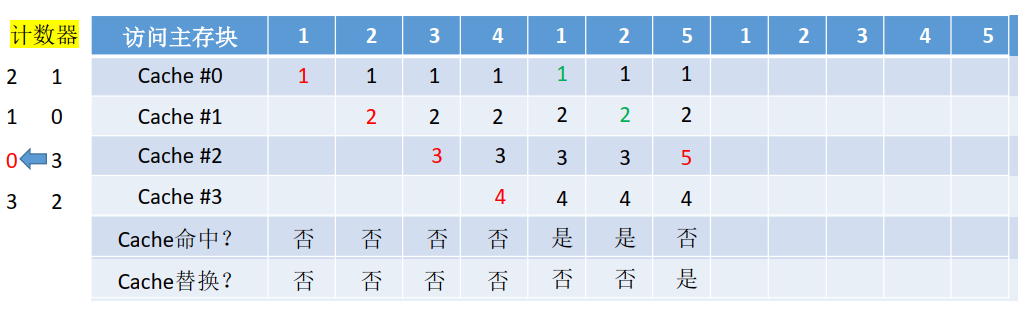 计数器 访问主存块 1 2 3 4 1 2 5 1 2 3 4 5
2 1 Cache #0 1 1 1 1 1 1 1
1 0 Cache #1 2 2 2 2 2 2
0 3 Cache #2 3 3 3 3 5
3 2 Cache #3 4 4 4 4
Cache命中? 否 否 否 否 是 是 否
Cache替换? 否 否 否 否 否 否 是